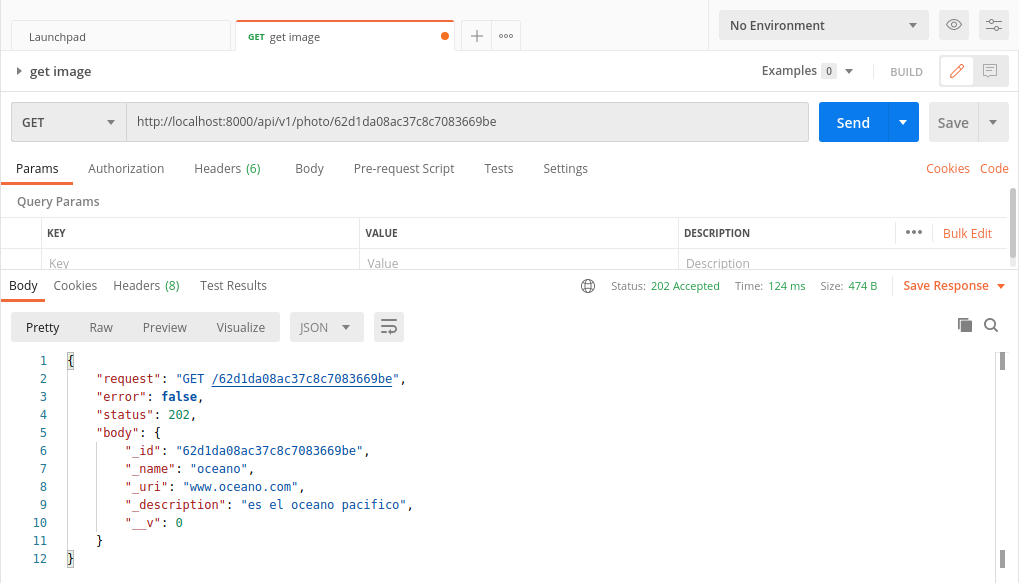 Launchpad
GET get image
No Environment
get image
Examples 0
BUILD
GET
http://localhost:8000/api/v1/photo/62d1da08ac37c8c7083669be
Send
Save
Params Authorization Headers (6) Body Pre-request Script Tests Settings
Cookies Code
Query Params
KEY VALUE DESCRIPTION
Bulk Edit
Key Value Description
Body Cookies Headers (8) Test Results
Status: 202 Accepted Time: 124 ms Size: 474 B
Save Response
Pretty Raw Preview Visualize JSON
1 {
2 "request": "GET /62d1da08ac37c8c7083669be",
3 "error": false,
4 "status": 202,
5 "body": {
6 "_id": "62d1da08ac37c8c7083669be",
7 "_name": "oceano",
8 "_uri": "www.oceano.com",
9 "_description": "es el oceano pacifico",
10 "__v": 0
11 }
12 }